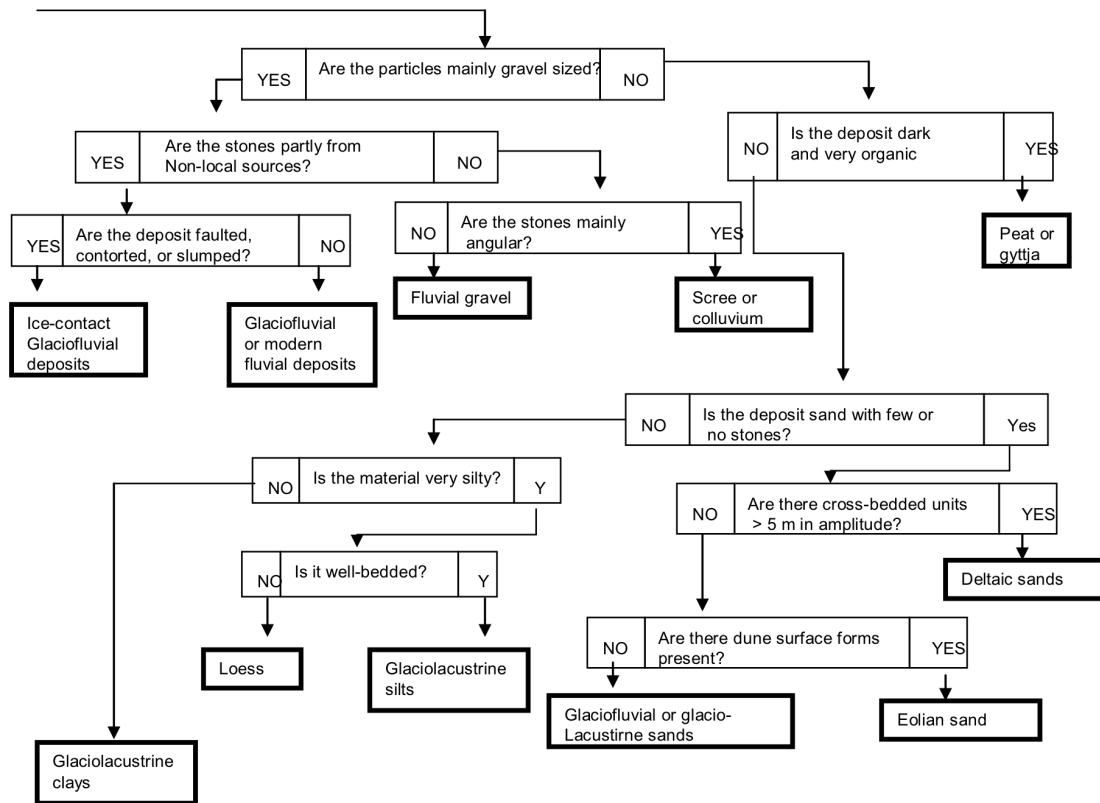 YES
Are the particles mainly gravel sized?
NO
YES
Are the stones partly from
Non-local sources?
NO
NO
Is the deposit dark
and very organic
YES
YES
Are the deposit faulted,
contorted, or slumped?
NO
NO
Are the stones mainly
angular?
YES
Peat or
gyttja
Ice-contact
Glaciofluvial
deposits
Glaciofluvial
or modern
fluvial deposits
Fluvial gravel
Scree or
colluvium
NO
Is the deposit sand with few or
no stones?
Yes
NO
Is the material very silty?
Y
NO
Are there cross-bedded units
> 5 m in amplitude?
YES
NO
Is it well-bedded?
Y
Deltaic sands
NO
Are there dune surface forms
present?
YES
Loess
Glaciolacustrine
silts
Glaciofluvial or glacio-
Lacustirne sands
Eolian sand
Glaciolacustrine
clays